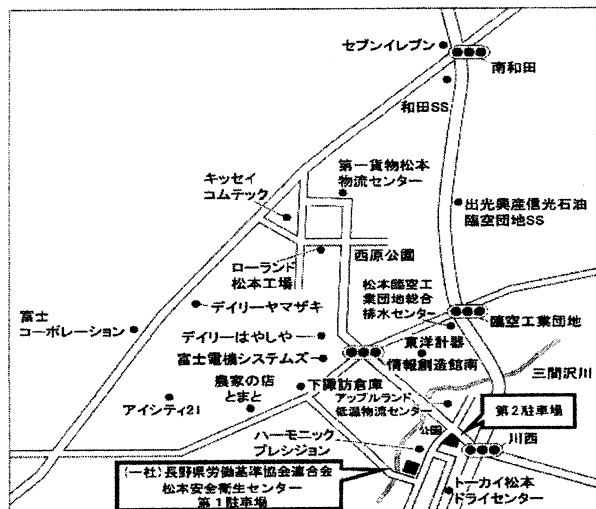 セブンイレブン
南和田
和田SS
第一貨物松本
物流センター
キッセイ
コムテック
出光興産信光石油
臨空団地SS
西原公園
ローランド
松本工場
松本臨空工
業団地総合
排水センター
デイリーヤマザキ
臨空工業団地
富士
コーポレーション
デイリーはやしや
東洋計器
富士電機システムズ
情報創造館南
三間沢川
農家の店
とまと
下諏訪倉庫
アイシティ21
アップルランド
低温物流センター
第2駐車場
公園
ハーモニック
プレシジョン
川西
(一社)長野県労働基準協会連合会
松本安全衛生センター
第1駐車場
トーカイ松本
ドライセンター